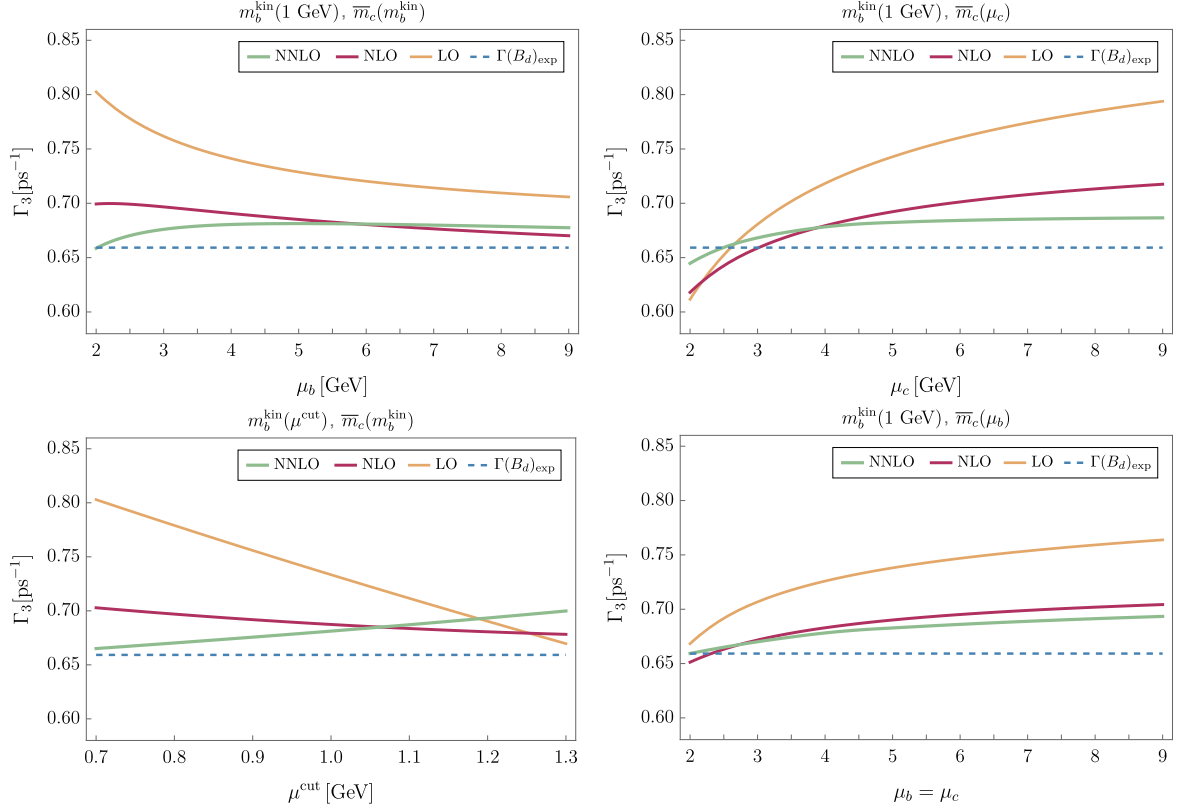 m_b^kin(1 GeV), m̅_c(m_b^kin)
NNLO NLO LO Γ(B_d)_exp
Γ_3 [ps^−1]
0.85
0.80
0.75
0.70
0.65
0.60
2 3 4 5 6 7 8 9
μ_b [GeV]
m_b^kin(1 GeV), m̅_c(μ_c)
NNLO NLO LO Γ(B_d)_exp
Γ_3 [ps^−1]
0.85
0.80
0.75
0.70
0.65
0.60
2 3 4 5 6 7 8 9
μ_c [GeV]
m_b^kin(μ^cut), m̅_c(m_b^kin)
NNLO NLO LO Γ(B_d)_exp
Γ_3 [ps^−1]
0.85
0.80
0.75
0.70
0.65
0.60
0.7 0.8 0.9 1.0 1.1 1.2 1.3
μ^cut [GeV]
m_b^kin(1 GeV), m̅_c(μ_b)
NNLO NLO LO Γ(B_d)_exp
Γ_3 [ps^−1]
0.85
0.80
0.75
0.70
0.65
0.60
2 3 4 5 6 7 8 9
μ_b = μ_c